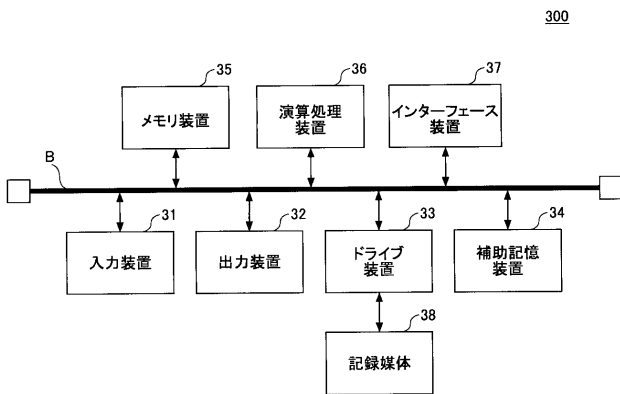 300
35
36
37
メモリ装置
演算処理
装置
インターフェース
装置
B
31
32
33
34
入力装置
出力装置
ドライブ
装置
補助記憶
装置
38
記録媒体